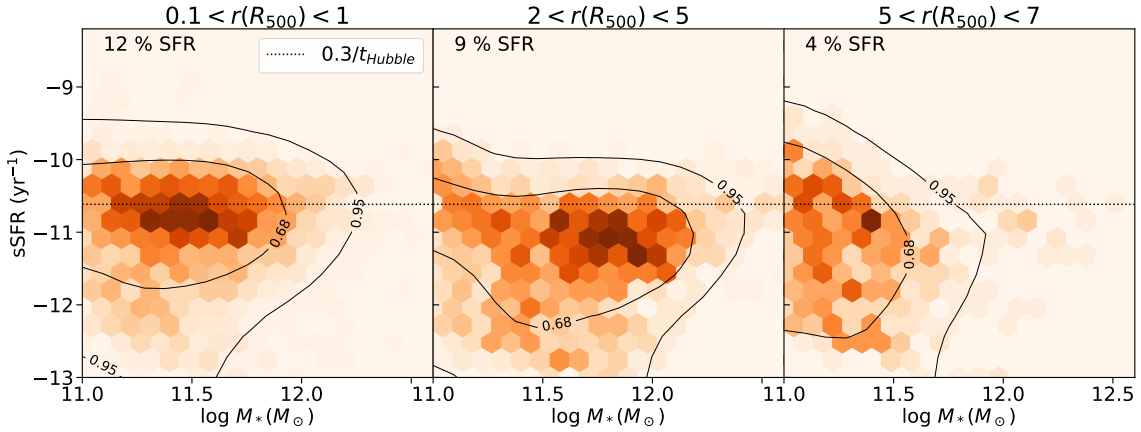 0.1 < r(R500) < 1
2 < r(R500) < 5
5 < r(R500) < 7
12 % SFR
0.3/tHubble
9 % SFR
4 % SFR
sSFR (yr−1)
−9
−10
−11
−12
−13
0.95
0.68
0.95
0.95
0.68
0.95
0.68
11.0
11.5
12.0
11.0
11.5
12.0
11.0
11.5
12.0
12.5
log M*(M⊙)
log M*(M⊙)
log M*(M⊙)